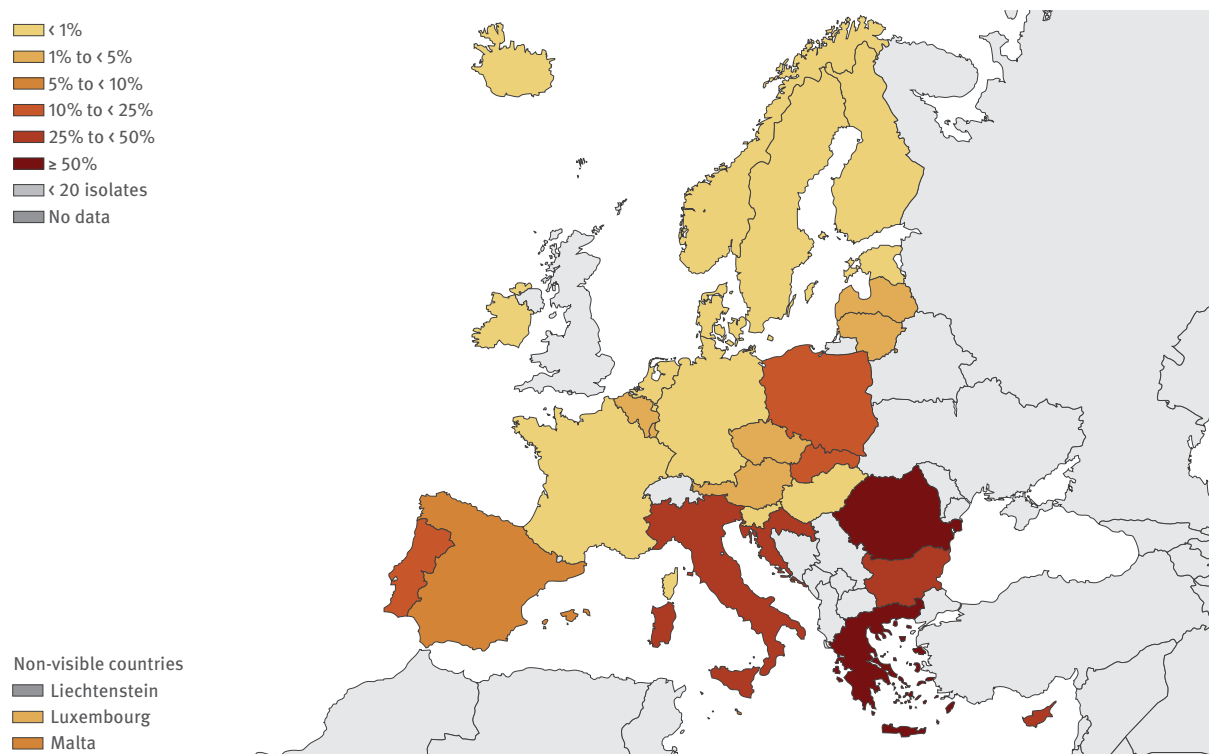 < 1%
1% to < 5%
5% to < 10%
10% to < 25%
25% to < 50%
≥ 50%
< 20 isolates
No data
Non-visible countries
Liechtenstein
Luxembourg
Malta